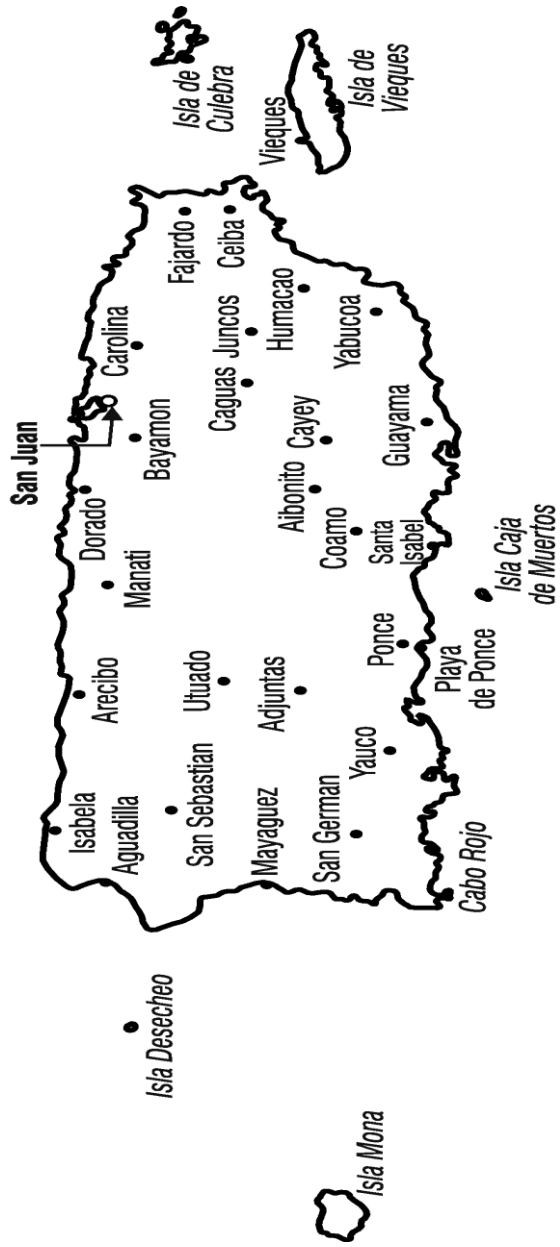 San Juan
Isabela
Aguadilla
Arecibo
Manati
Dorado
Bayamon
Carolina
Fajardo
Ceiba
Isla de
Culebra
Vieques
Isla de
Vieques
San Sebastian
Utuado
Caguas
Juncos
Humacao
Mayaguez
Adjuntas
Aibonito
Cayey
Yabucoa
San German
Yauco
Ponce
Coamo
Santa
Isabel
Guayama
Cabo Rojo
Playa
de Ponce
Isla Caja
de Muertos
Isla Desecheo
Isla Mona